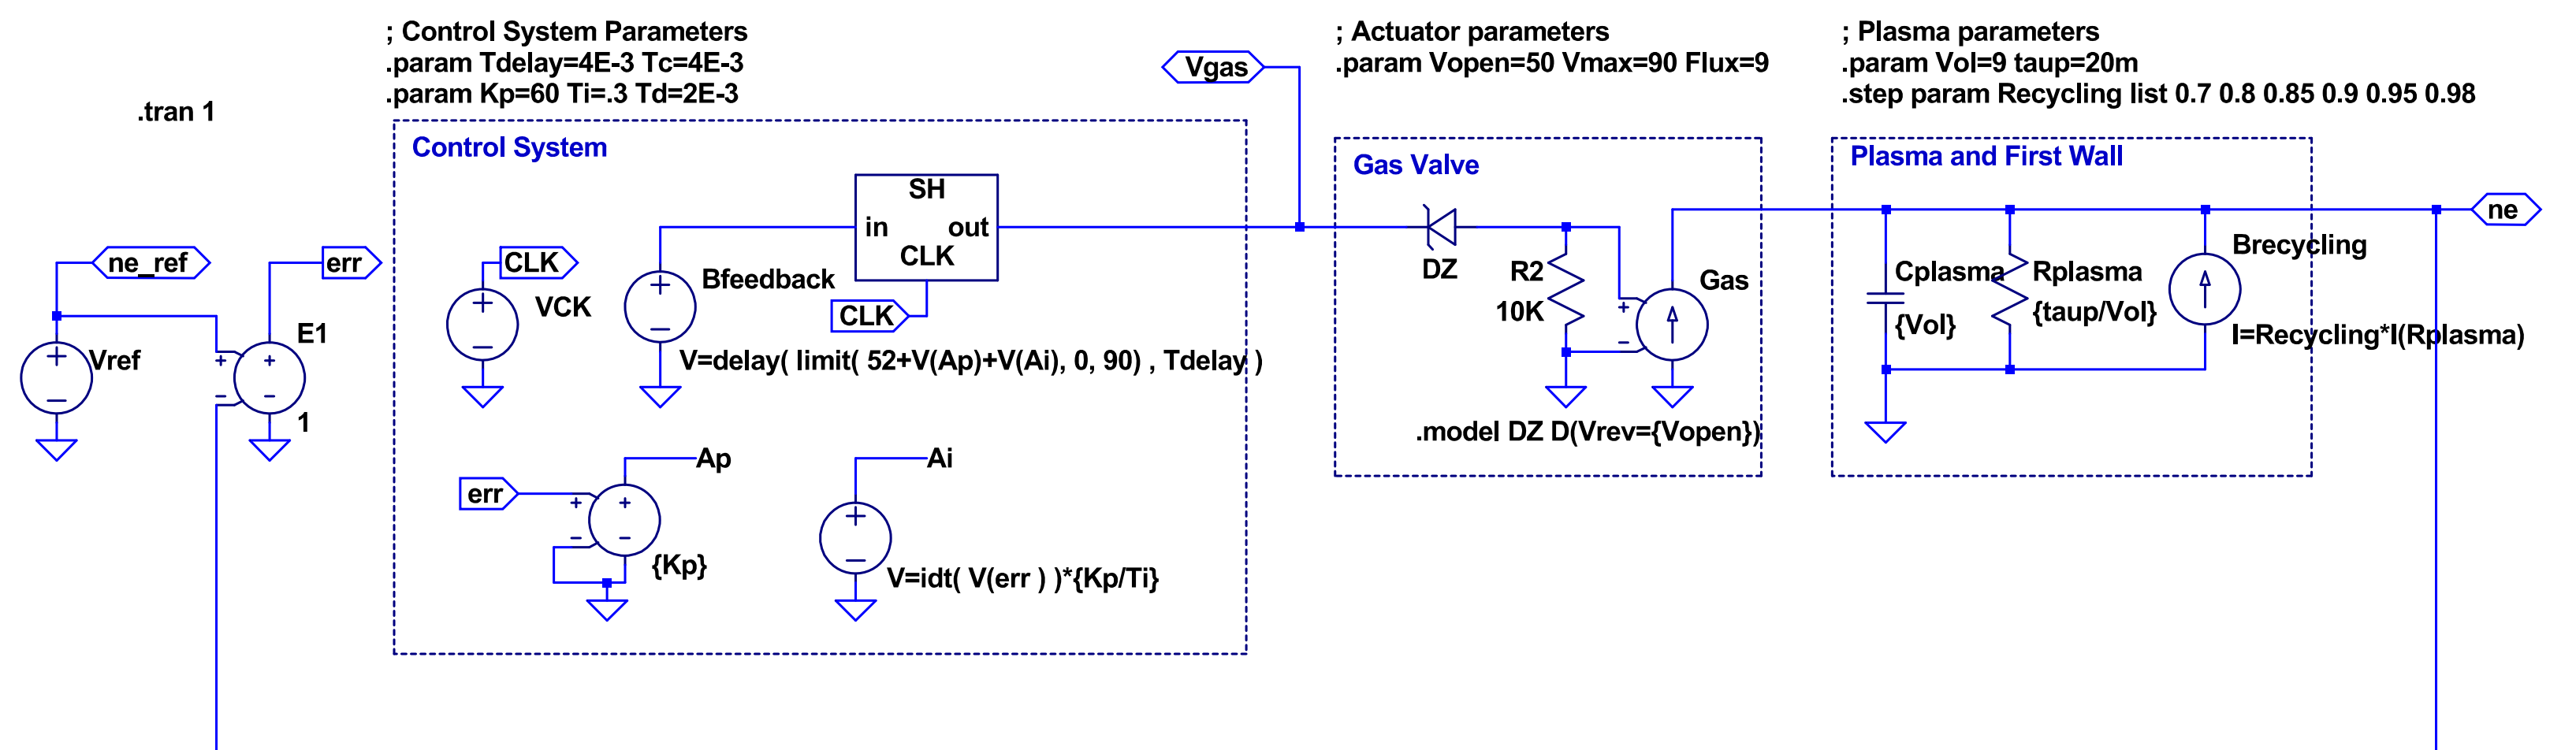 ; Control System Parameters
.param Tdelay=4E-3 Tc=4E-3
.param Kp=60 Ti=.3 Td=2E-3
; Actuator parameters
.param Vopen=50 Vmax=90 Flux=9
; Plasma parameters
.param Vol=9 taup=20m
.step param Recycling list 0.7 0.8 0.85 0.9 0.95 0.98
.tran 1
Vgas
Control System
Gas Valve
Plasma and First Wall
ne_ref
err
Vref
+
−
E1
+
−
+
−
1
CLK
VCK
+
−
Bfeedback
+
−
SH
in
out
CLK
CLK
V=delay( limit( 52+V(Ap)+V(Ai), 0, 90) , Tdelay )
err
Ap
+
−
+
−
{Kp}
Ai
+
−
V=idt( V(err ) )*{Kp/Ti}
DZ
R2
10K
Gas
+
−
.model DZ D(Vrev={Vopen})
Cplasma
{Vol}
Rplasma
{taup/Vol}
Brecycling
I=Recycling*I(Rplasma)
ne